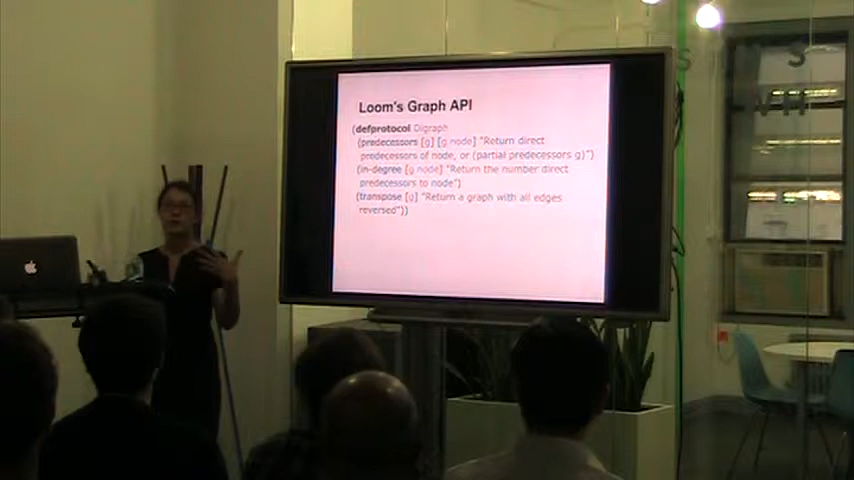 Loom's Graph API
(defprotocol Digraph
(predecessors [g] [g node] "Return direct
predecessors of node, or (partial predecessors g)")
(in-degree [g node] "Return the number direct
predecessors to node")
(transpose [g] "Return a graph with all edges
reversed"))